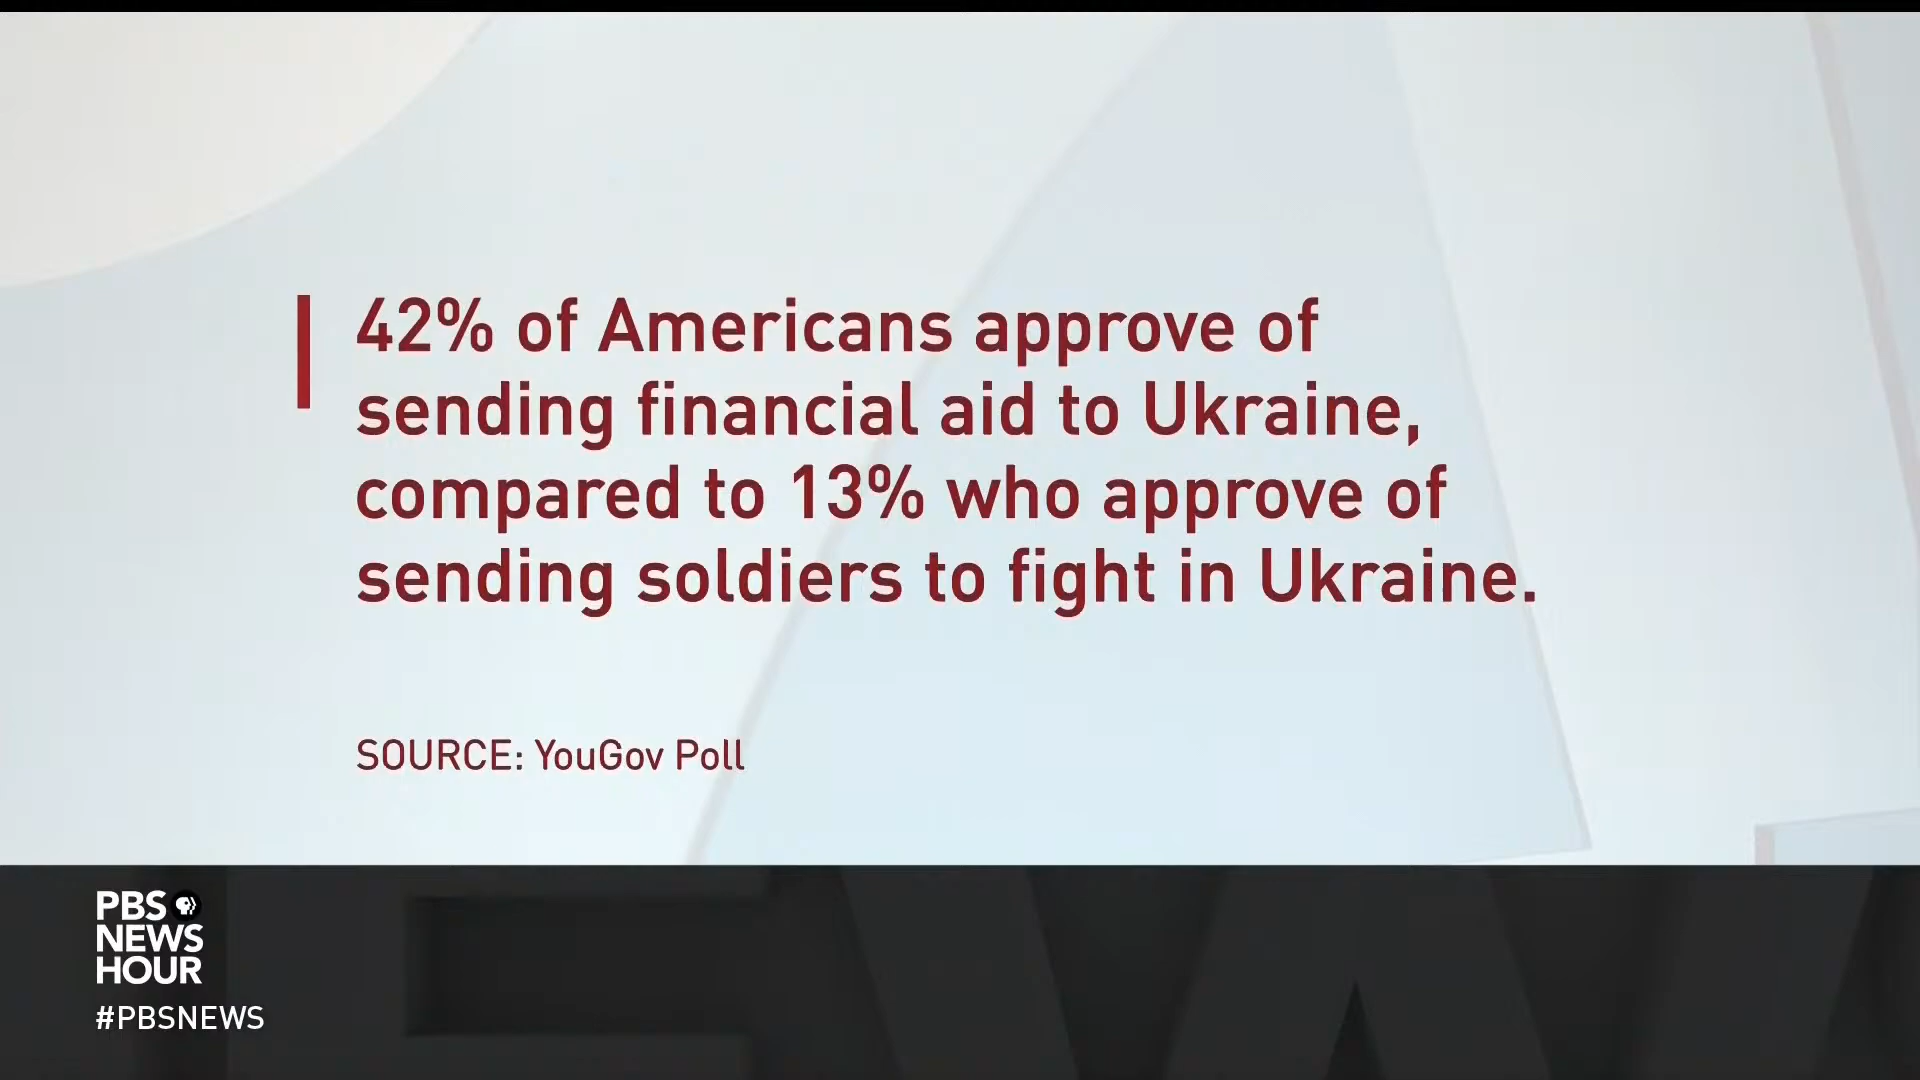 42% of Americans approve of
sending financial aid to Ukraine,
compared to 13% who approve of
sending soldiers to fight in Ukraine.
SOURCE: YouGov Poll
PBS
NEWS
HOUR
#PBSNEWS